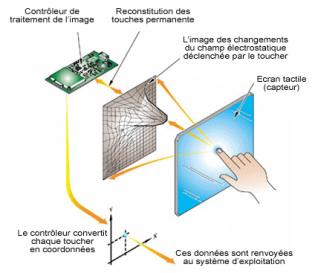 Contrôleur de
traitement de l'image
Reconstitution des
touches permanente
L'image des changements
du champ électrostatique
déclenchée par le toucher
Ecran tactile
(capteur)
Y
X
Le contrôleur convertit
chaque toucher
en coordonnées
Ces données sont renvoyées
au système d'exploitation